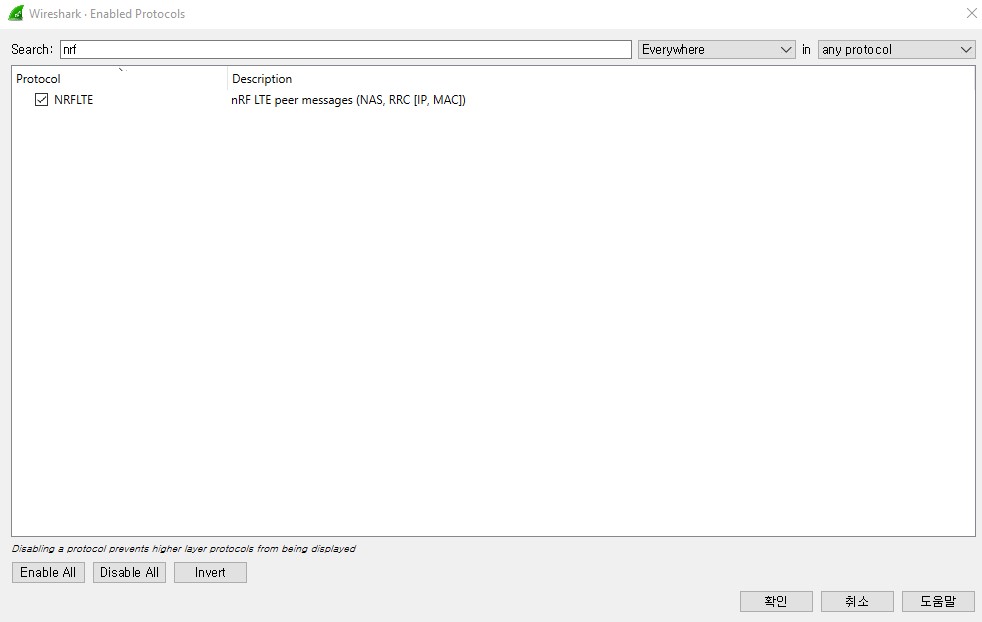 Wireshark · Enabled Protocols
Search: nrf Everywhere in any protocol
Protocol Description
NRFLTE nRF LTE peer messages (NAS, RRC [IP, MAC])
Disabling a protocol prevents higher layer protocols from being displayed
Enable All Disable All Invert
확인 취소 도움말